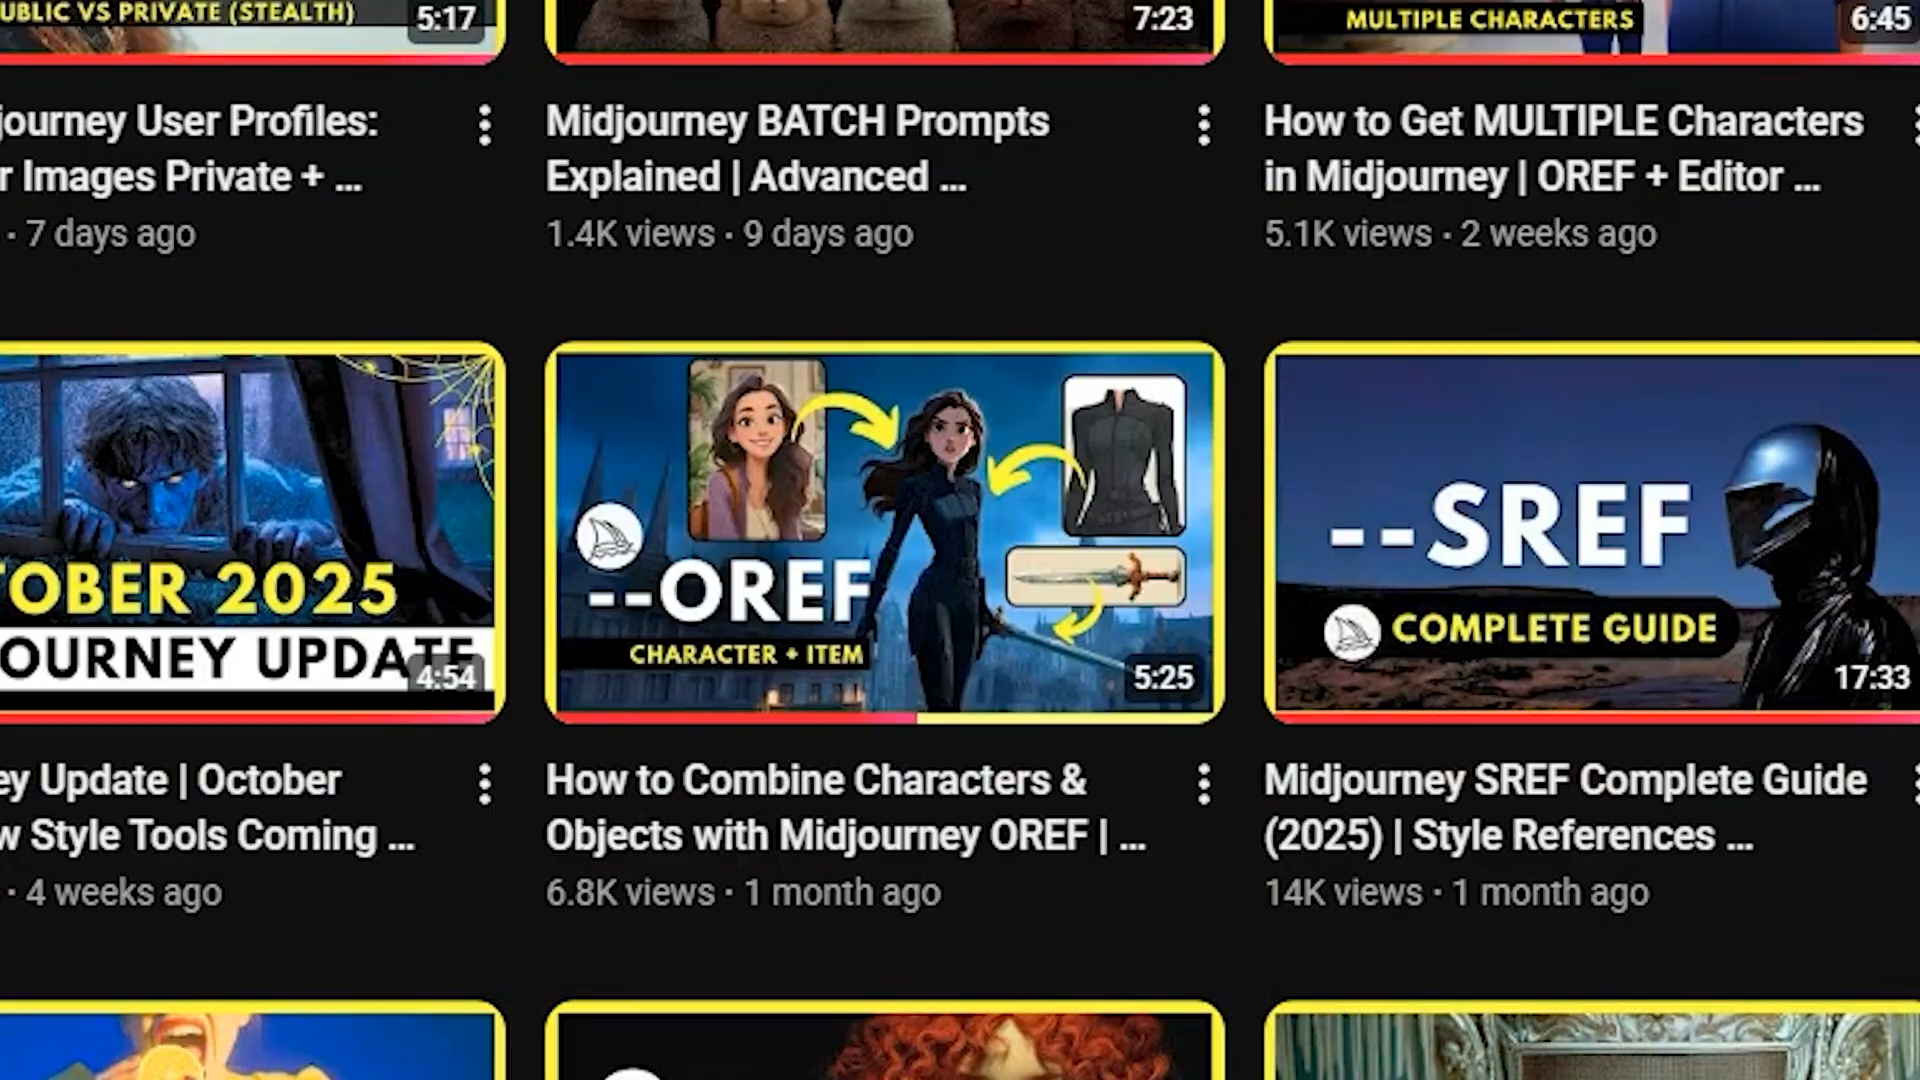 UBLIC VS PRIVATE (STEALTH)
5:17
7:23
MULTIPLE CHARACTERS
6:45
journey User Profiles:
r Images Private + ...
· 7 days ago
Midjourney BATCH Prompts
Explained | Advanced ...
1.4K views · 9 days ago
How to Get MULTIPLE Characters
in Midjourney | OREF + Editor ...
5.1K views · 2 weeks ago
TOBER 2025
OURNEY UPDATE
4:54
--OREF
CHARACTER + ITEM
5:25
--SREF
COMPLETE GUIDE
17:33
ey Update | October
w Style Tools Coming ...
· 4 weeks ago
How to Combine Characters &
Objects with Midjourney OREF | ...
6.8K views · 1 month ago
Midjourney SREF Complete Guide
(2025) | Style References ...
14K views · 1 month ago